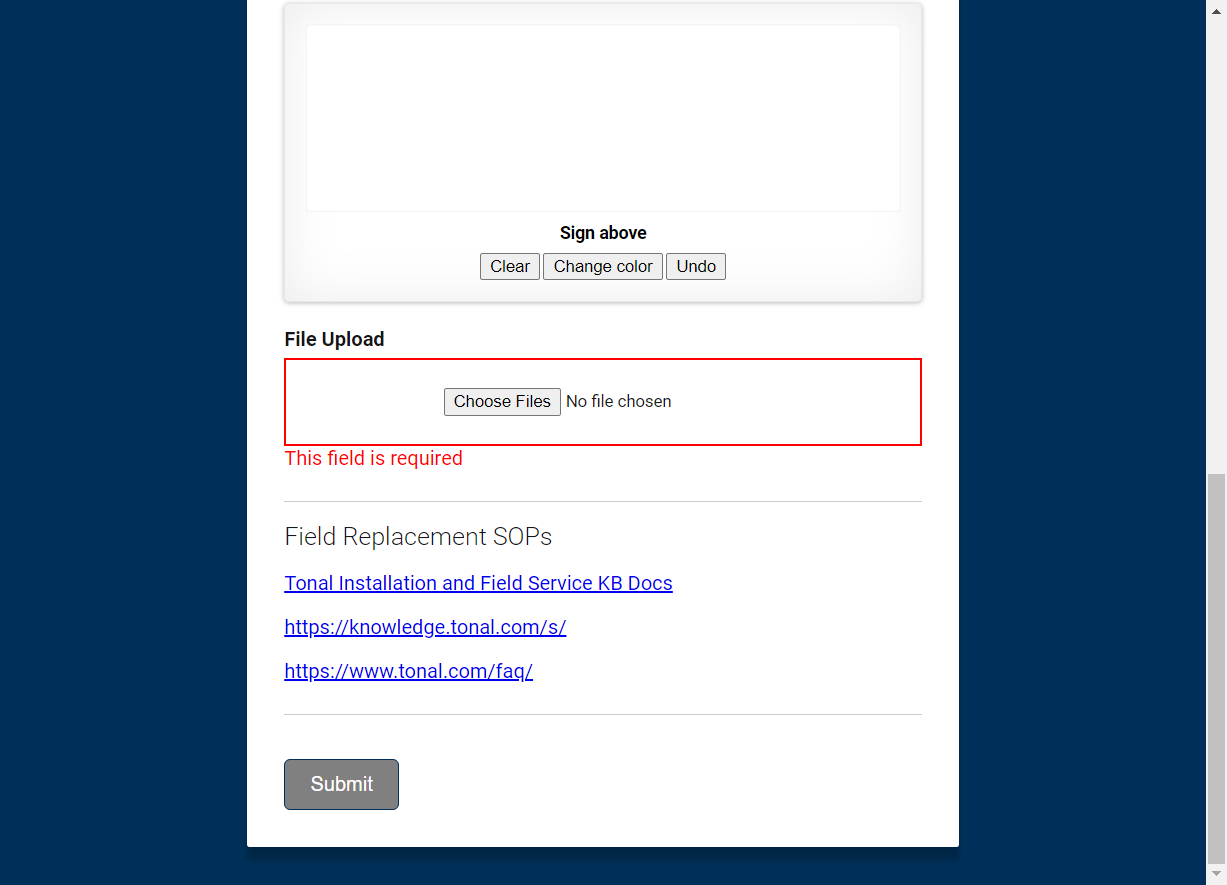 Sign above
Clear Change color Undo
File Upload
Choose Files No file chosen
This field is required
Field Replacement SOPs
Tonal Installation and Field Service KB Docs
https://knowledge.tonal.com/s/
https://www.tonal.com/faq/
Submit